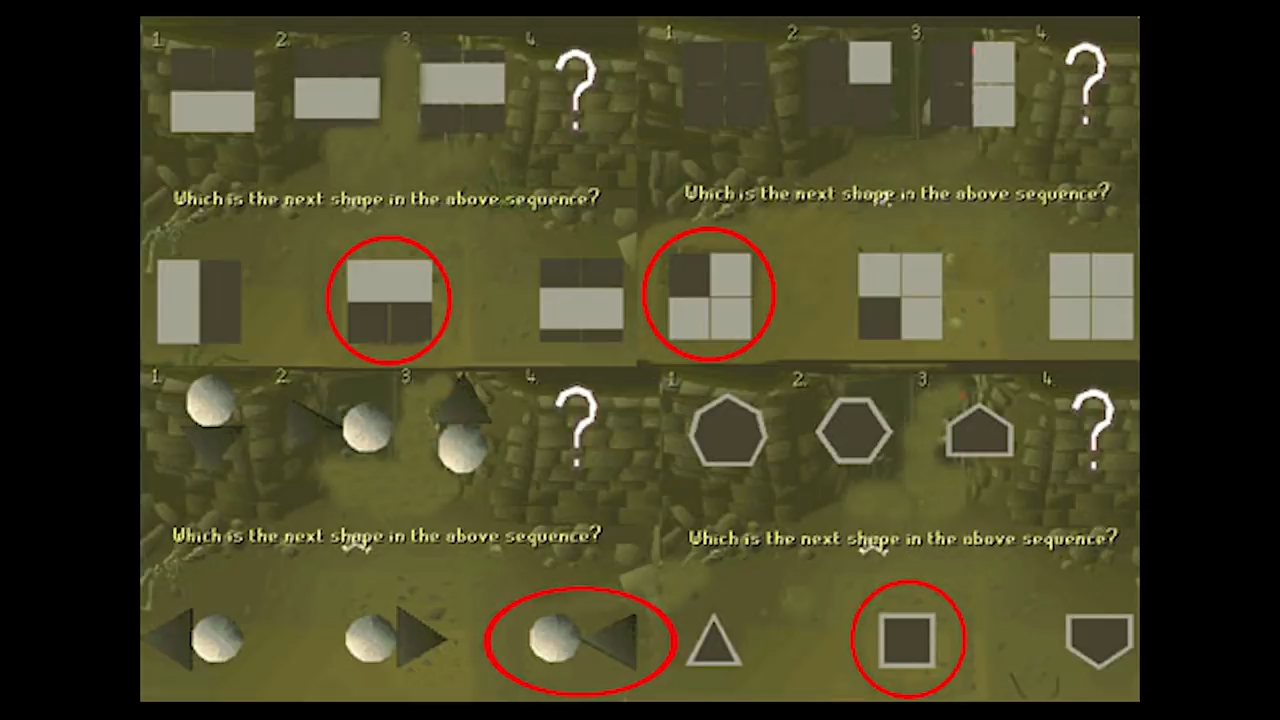 1. 2. 3. 4. ?
Which is the next shape in the above sequence?
1. 2. 3. 4. ?
Which is the next shape in the above sequence?
1. 2. 3. 4. ?
Which is the next shape in the above sequence?
1. 2. 3. 4. ?
Which is the next shape in the above sequence?